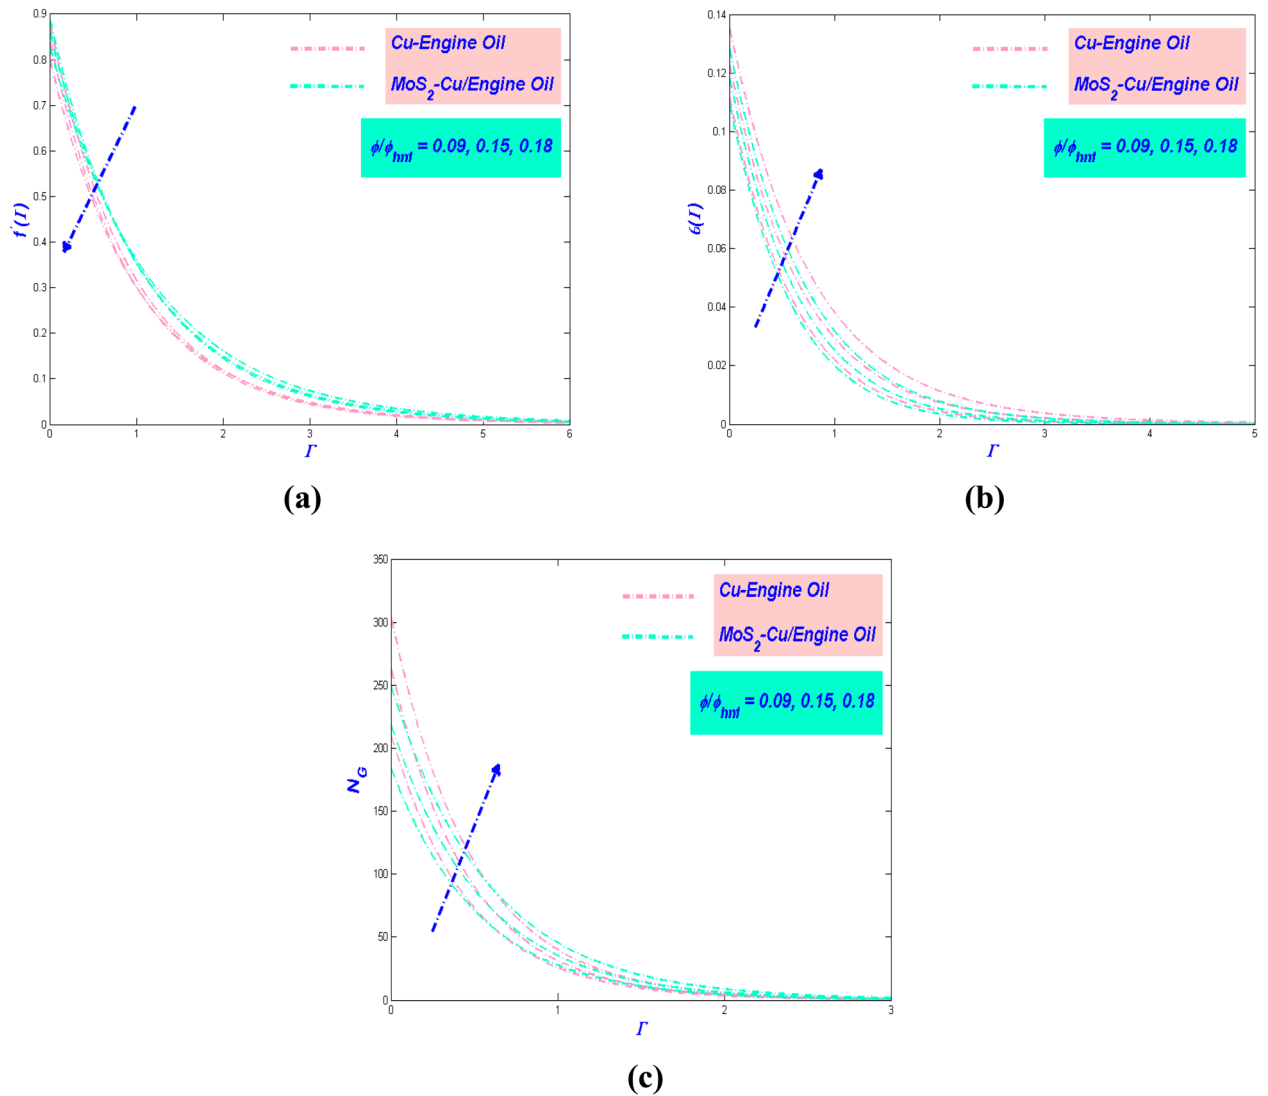 0.9
0.8
0.7
0.6
0.5
0.4
0.3
0.2
0.1
0
f'(Γ)
Cu-Engine Oil
MoS2-Cu/Engine Oil
ϕ/ϕhnf = 0.09, 0.15, 0.18
0 1 2 3 4 5 6
Γ
(a)
0.14
0.12
0.1
0.08
0.06
0.04
0.02
0
θ(Γ)
Cu-Engine Oil
MoS2-Cu/Engine Oil
ϕ/ϕhnf = 0.09, 0.15, 0.18
0 1 2 3 4 5
Γ
(b)
350
300
250
200
150
100
50
0
NG
Cu-Engine Oil
MoS2-Cu/Engine Oil
ϕ/ϕhnf = 0.09, 0.15, 0.18
0 1 2 3
Γ
(c)